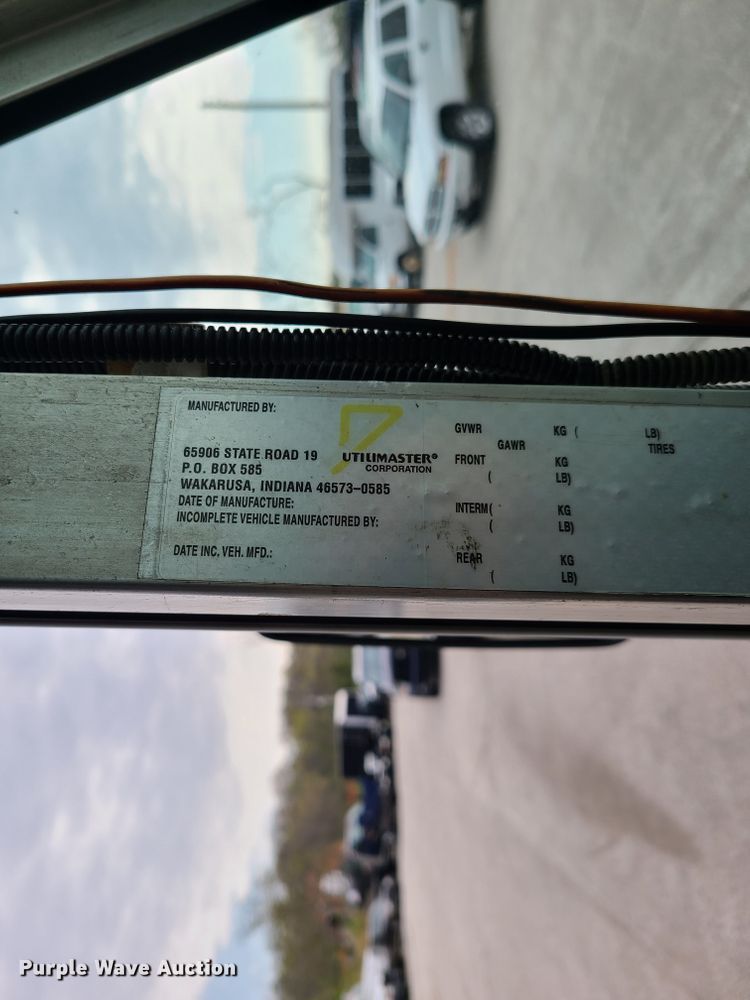 MANUFACTURED BY:
65906 STATE ROAD 19
P.O. BOX 585
WAKARUSA, INDIANA 46573-0585
UTILIMASTER®
CORPORATION
DATE OF MANUFACTURE:
INCOMPLETE VEHICLE MANUFACTURED BY:
DATE INC. VEH. MFD.:
GVWR KG ( LB)
GAWR TIRES
FRONT KG
( LB)
INTERM( KG
( LB)
REAR KG
( LB)
Purple Wave Auction